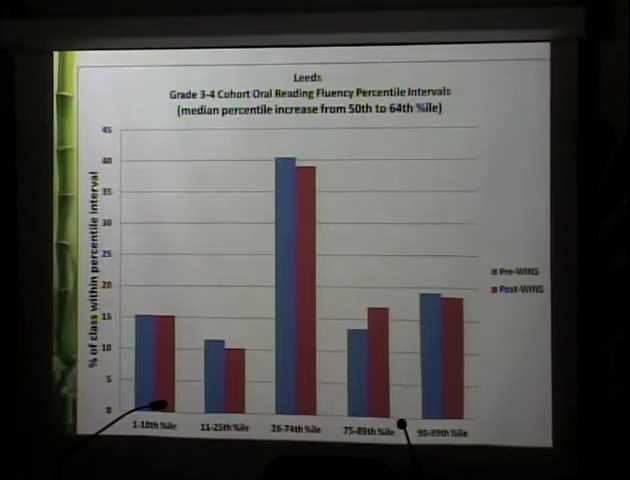 Leeds
Grade 3-4 Cohort Oral Reading Fluency Percentile Intervals
(median percentile increase from 50th to 64th %ile)
% of class within percentile interval
45
40
35
30
25
20
15
10
5
0
1-10th %ile
11-25th %ile
26-74th %ile
75-89th %ile
90-99th %ile
Pre-WINS
Post-WINS